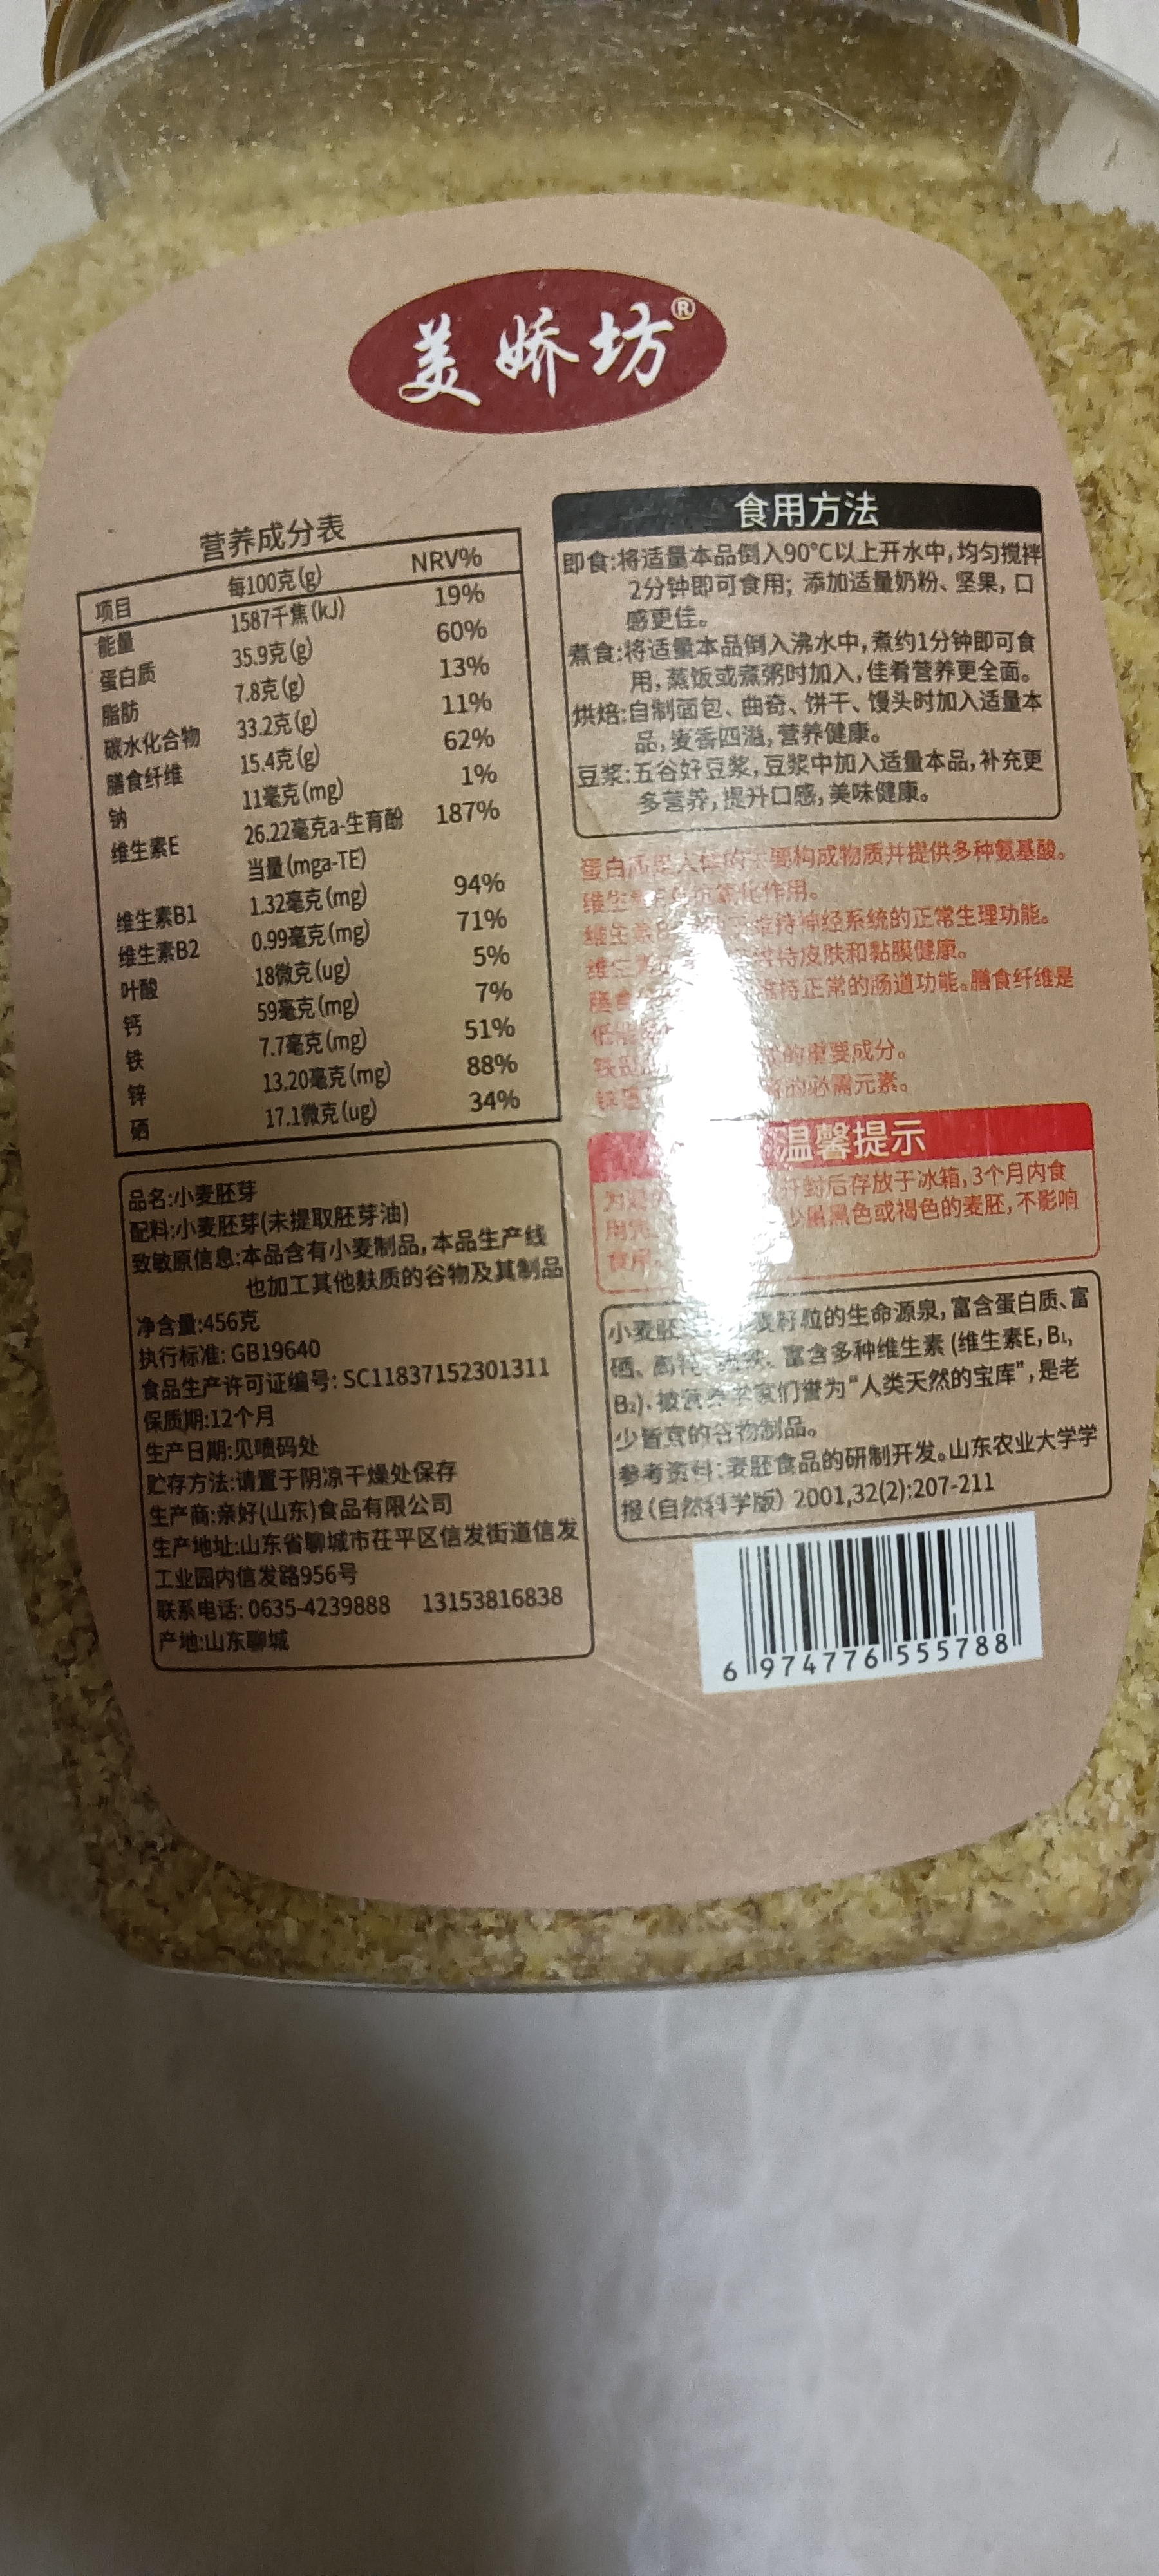 美娇坊®
营养成分表
项目 每100克(g) NRV%
能量 1587千焦(kJ) 19%
蛋白质 35.9克(g) 60%
脂肪 7.8克(g) 13%
碳水化合物 33.2克(g) 11%
膳食纤维 15.4克(g) 62%
钠 11毫克(mg) 1%
维生素E 26.22毫克a-生育酚 187%
当量(mga-TE)
维生素B1 1.32毫克(mg) 94%
维生素B2 0.99毫克(mg) 71%
叶酸 18微克(ug) 5%
钙 59毫克(mg) 7%
铁 7.7毫克(mg) 51%
锌 13.20毫克(mg) 88%
硒 17.1微克(ug) 34%
品名:小麦胚芽
配料:小麦胚芽(未提取胚芽油)
致敏原信息:本品含有小麦制品,本品生产线
也加工其他麸质的谷物及其制品
净含量:456克
执行标准: GB19640
食品生产许可证编号: SC11837152301311
保质期:12个月
生产日期:见喷码处
贮存方法:请置于阴凉干燥处保存
生产商:亲好(山东)食品有限公司
生产地址:山东省聊城市茌平区信发街道信发
工业园内信发路956号
联系电话: 0635-4239888 13153816838
产地:山东聊城
食用方法
即食:将适量本品倒入90℃以上开水中,均匀搅拌
2分钟即可食用; 添加适量奶粉、坚果, 口
感更佳。
煮食:将适量本品倒入沸水中,煮约1分钟即可食
用,蒸饭或煮粥时加入,佳肴营养更全面。
烘焙:自制面包、曲奇、饼干、馒头时加入适量本
品,麦香四溢,营养健康。
豆浆:五谷好豆浆,豆浆中加入适量本品,补充更
多营养,提升口感,美味健康。
蛋白 构成物质并提供多种氨基酸。
维生 抗氧化作用。
维生素 维持神经系统的正常生理功能。
维生 维持皮肤和黏膜健康。
膳食 维持正常的肠道功能。膳食纤维是
低
铁 的重要成分。
锌 的必需元素。
温馨提示
开封后存放于冰箱, 3个月内食
用完 少量黑色或褐色的麦胚, 不影响
食用
小麦胚 麦籽粒的生命源泉, 富含蛋白质、富
硒、高 富含多种维生素 (维生素E, B₁,
B₂). 被营养学家们誉为“人类天然的宝库”, 是老
少皆宜的谷物制品。
参考资料: 麦胚食品的研制开发。山东农业大学学
报 (自然科学版) 2001,32(2):207-211
6 974776 555788